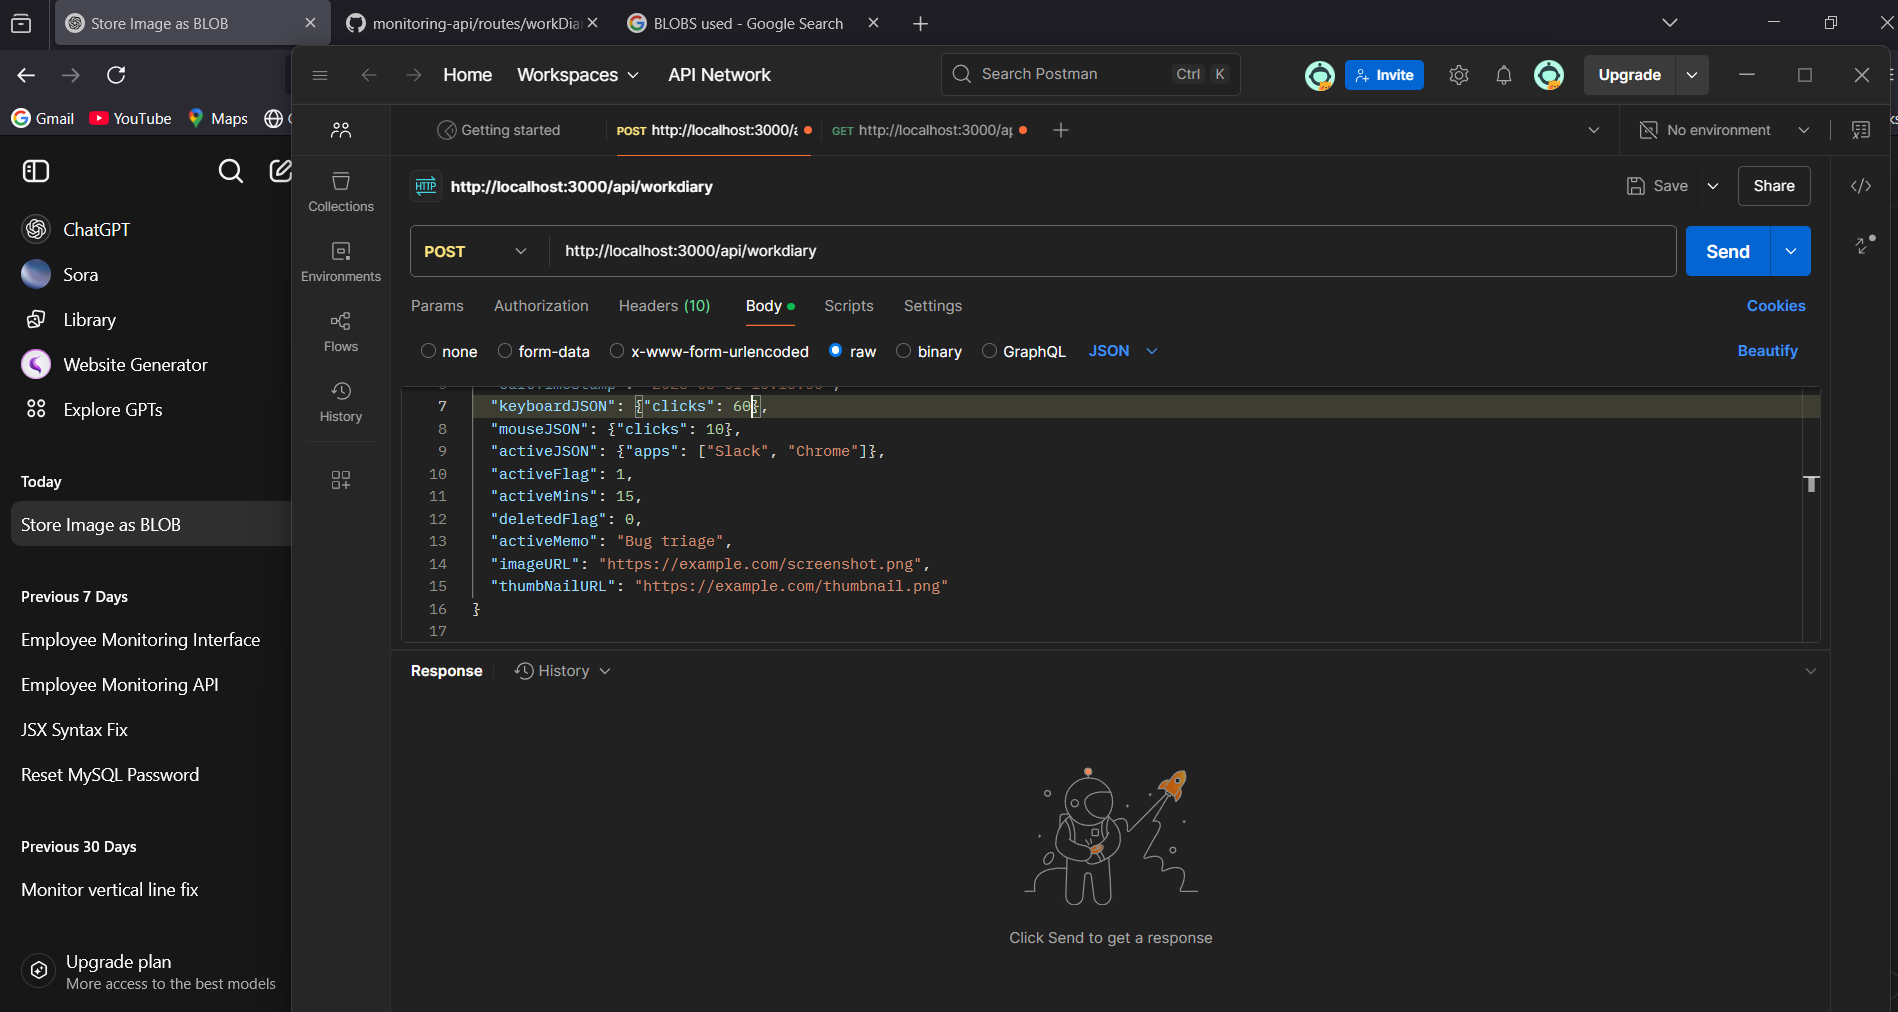 Store Image as BLOB
monitoring-api/routes/workDia
BLOBS used - Google Search
Gmail
YouTube
Maps
Home
Workspaces
API Network
Search Postman
Ctrl K
Invite
Upgrade
Getting started
POST http://localhost:3000/a
GET http://localhost:3000/ap
No environment
HTTP http://localhost:3000/api/workdiary
Save
Share
POST
http://localhost:3000/api/workdiary
Send
Params
Authorization
Headers (10)
Body
Scripts
Settings
Cookies
none
form-data
x-www-form-urlencoded
raw
binary
GraphQL
JSON
Beautify
7 "keyboardJSON": {"clicks": 60},
8 "mouseJSON": {"clicks": 10},
9 "activeJSON": {"apps": ["Slack", "Chrome"]},
10 "activeFlag": 1,
11 "activeMins": 15,
12 "deletedFlag": 0,
13 "activeMemo": "Bug triage",
14 "imageURL": "https://example.com/screenshot.png",
15 "thumbNailURL": "https://example.com/thumbnail.png"
16 }
17
Response
History
Click Send to get a response
Collections
Environments
Flows
History
ChatGPT
Sora
Library
Website Generator
Explore GPTs
Today
Store Image as BLOB
Previous 7 Days
Employee Monitoring Interface
Employee Monitoring API
JSX Syntax Fix
Reset MySQL Password
Previous 30 Days
Monitor vertical line fix
Upgrade plan
More access to the best models